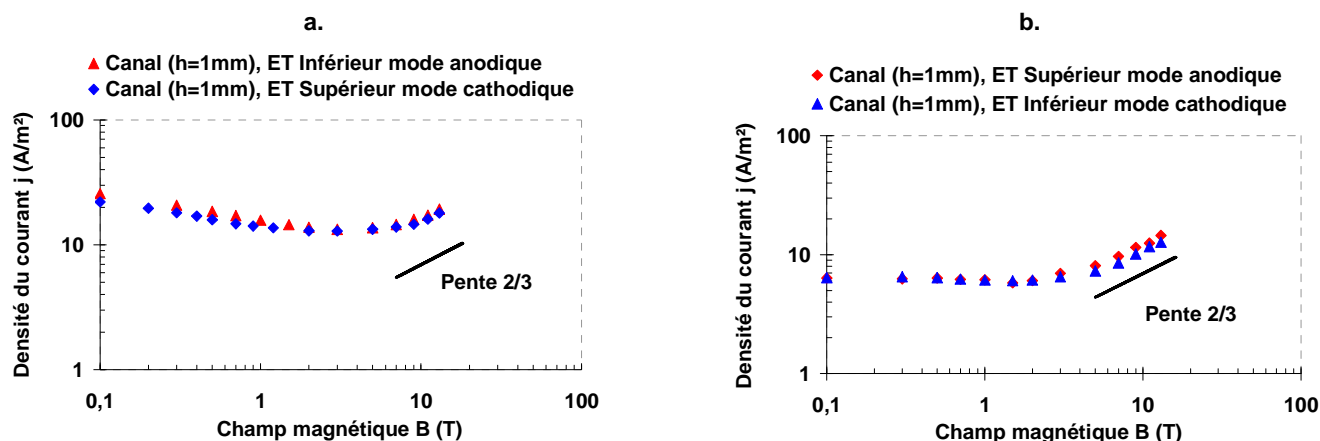 a.
Canal (h=1mm), ET Inférieur mode anodique
Canal (h=1mm), ET Supérieur mode cathodique
Densité du courant j (A/m²)
100
10
1
Pente 2/3
0,1
1
10
100
Champ magnétique B (T)
b.
Canal (h=1mm), ET Supérieur mode anodique
Canal (h=1mm), ET Inférieur mode cathodique
Densité du courant j (A/m²)
100
10
1
Pente 2/3
0,1
1
10
100
Champ magnétique B (T)